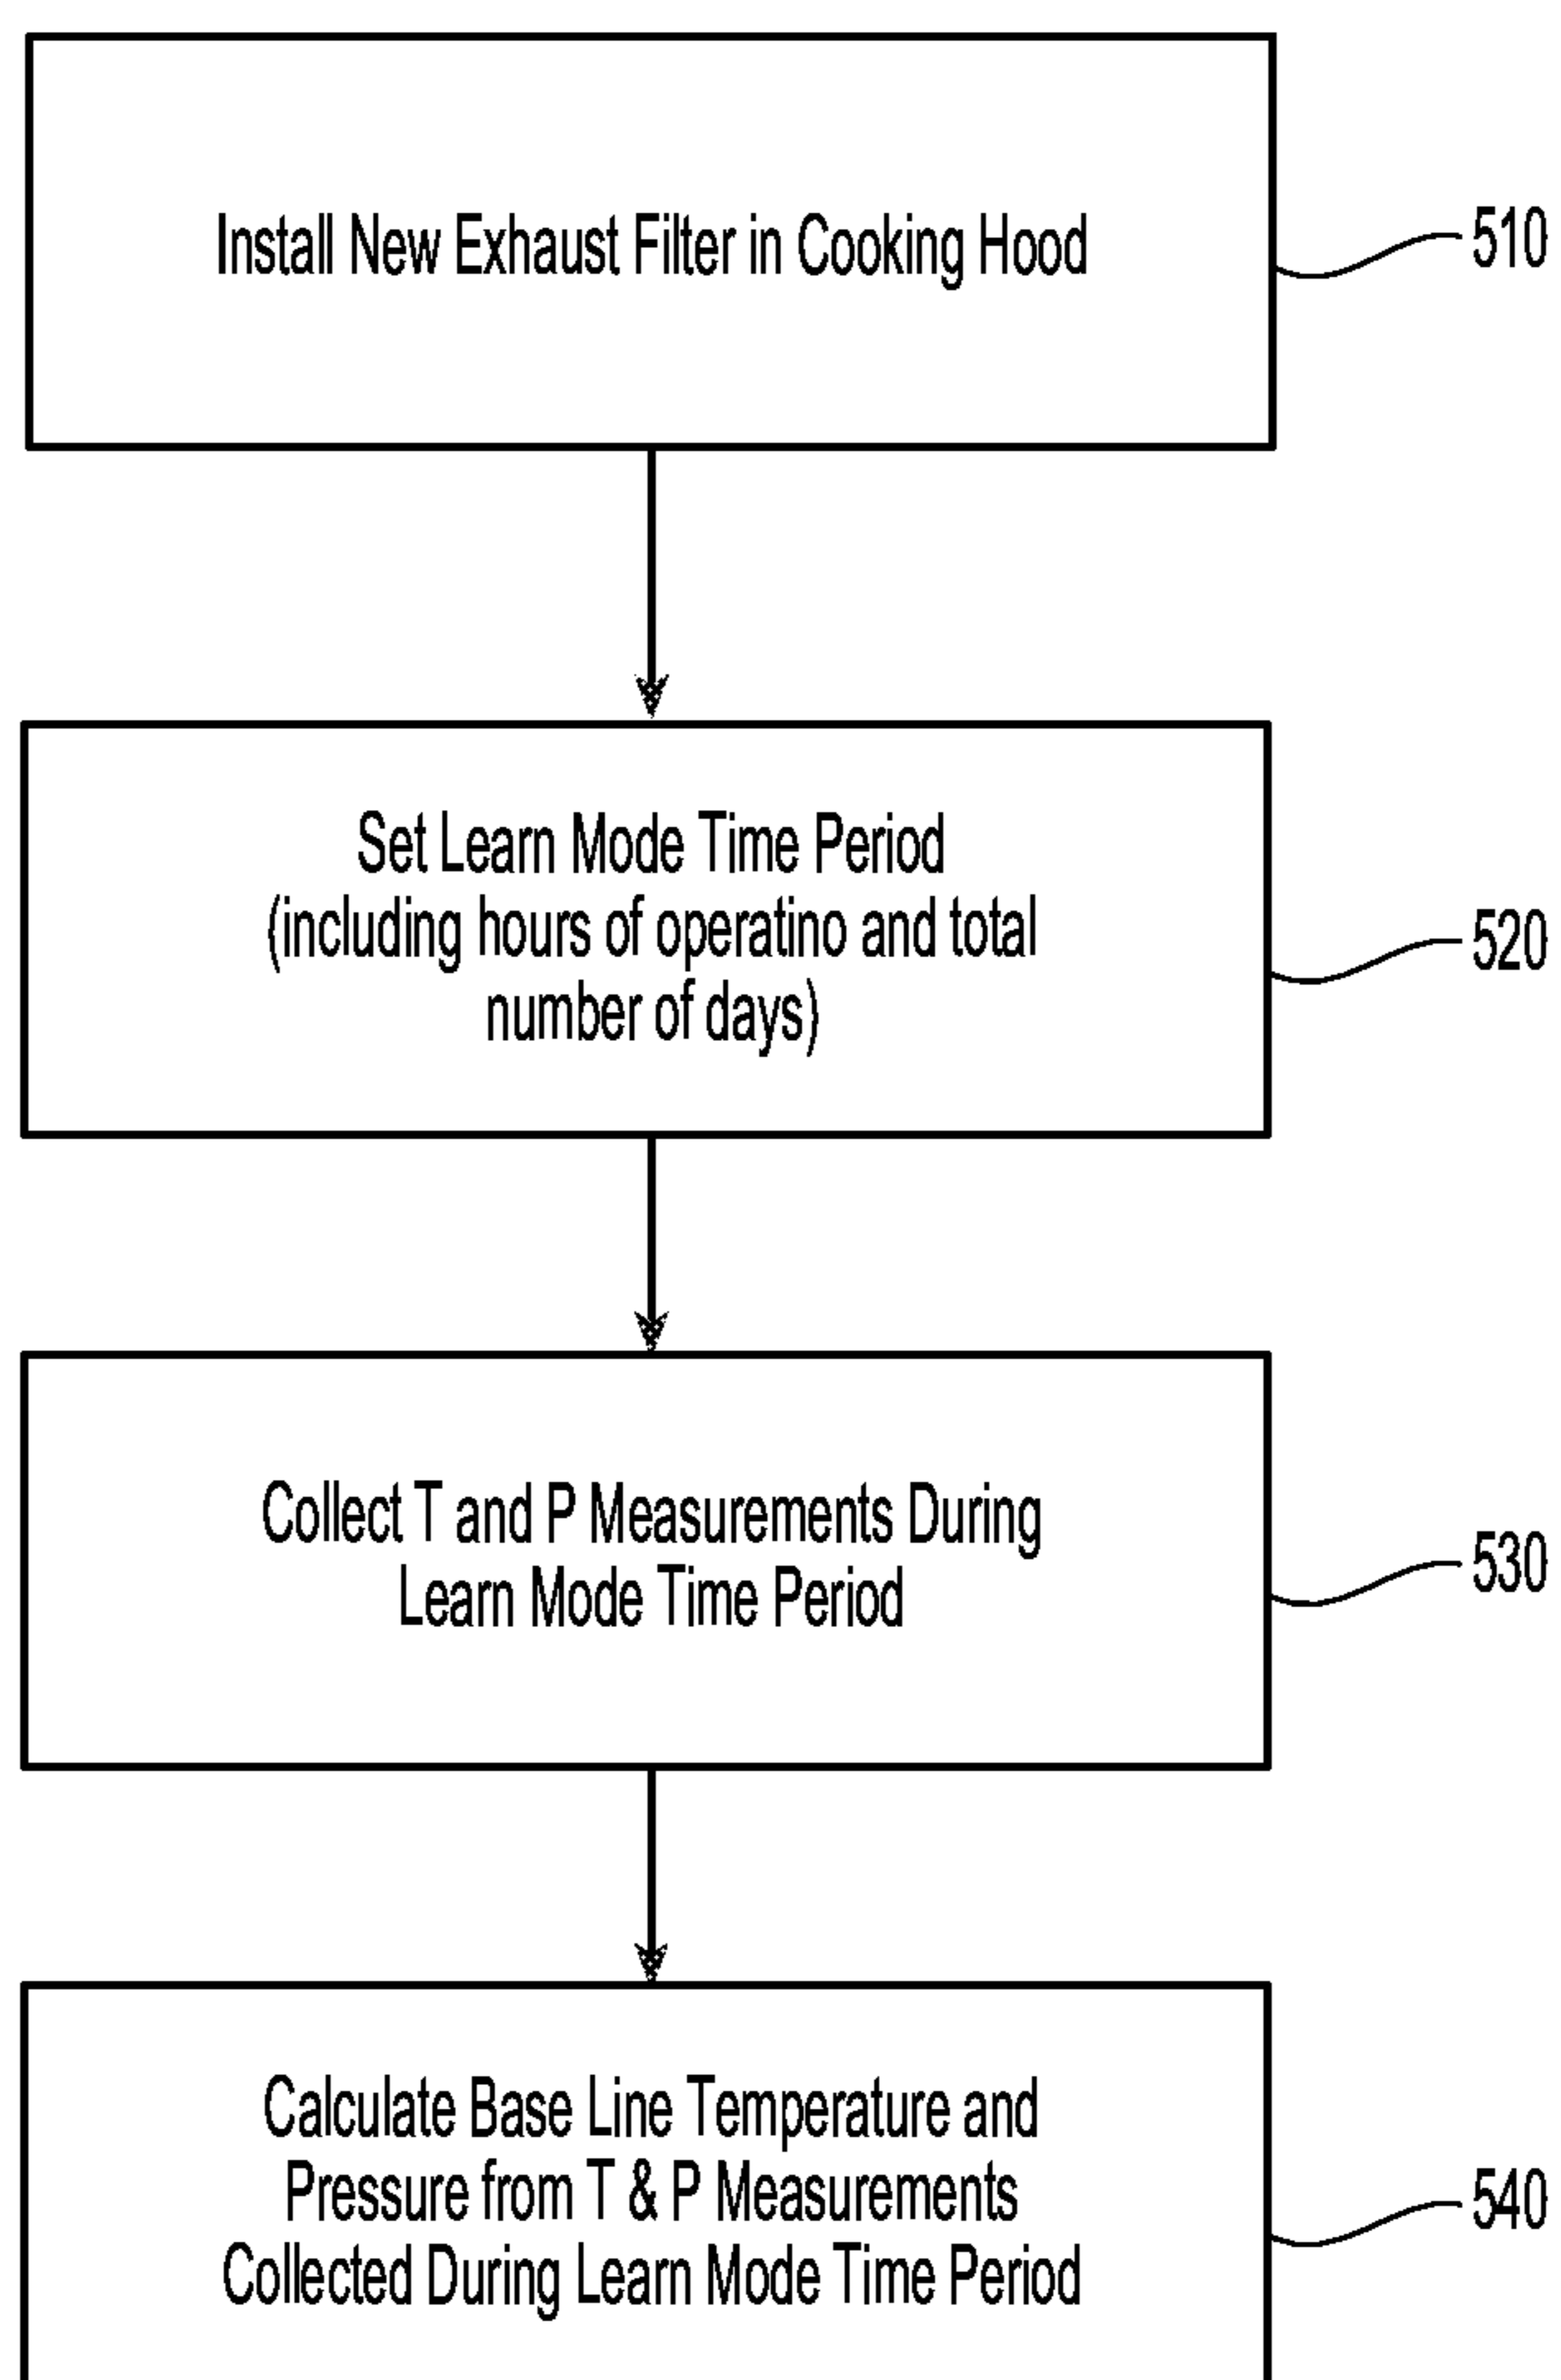 Install New Exhaust Filter in Cooking Hood
510
Set Learn Mode Time Period
(including hours of operatino and total
number of days)
520
Collect T and P Measurements During
Learn Mode Time Period
530
Calculate Base Line Temperature and
Pressure from T & P Measurements
Collected During Learn Mode Time Period
540